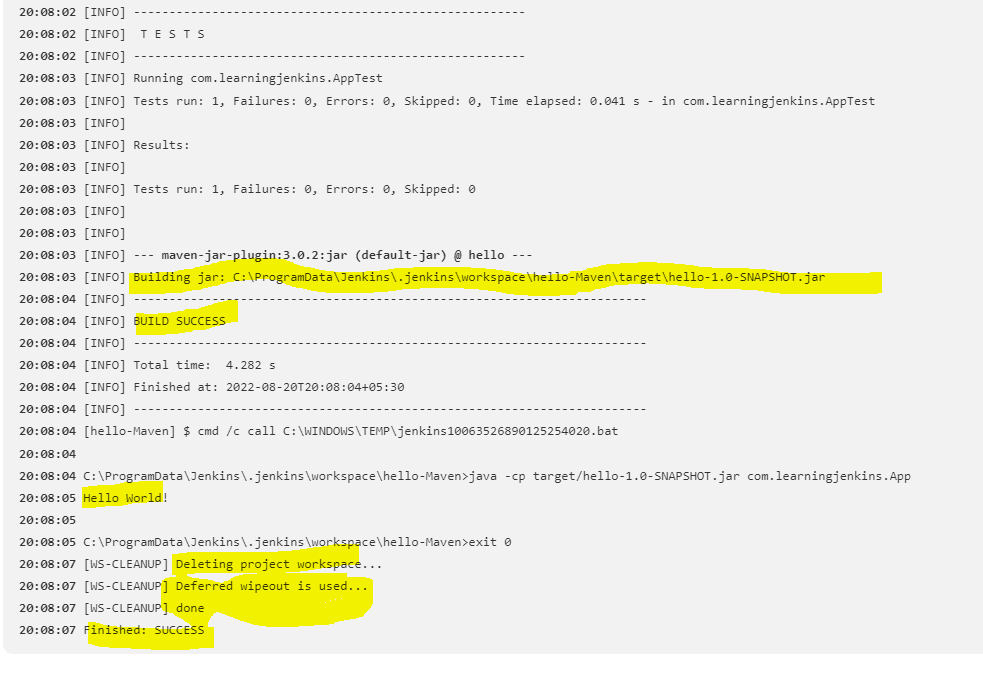 20:08:02 [INFO] -------------------------------------------------------
20:08:02 [INFO]  T E S T S
20:08:02 [INFO] -------------------------------------------------------
20:08:03 [INFO] Running com.learningjenkins.AppTest
20:08:03 [INFO] Tests run: 1, Failures: 0, Errors: 0, Skipped: 0, Time elapsed: 0.041 s - in com.learningjenkins.AppTest
20:08:03 [INFO]
20:08:03 [INFO] Results:
20:08:03 [INFO]
20:08:03 [INFO] Tests run: 1, Failures: 0, Errors: 0, Skipped: 0
20:08:03 [INFO]
20:08:03 [INFO]
20:08:03 [INFO] --- maven-jar-plugin:3.0.2:jar (default-jar) @ hello ---
20:08:03 [INFO] Building jar: C:\ProgramData\Jenkins\.jenkins\workspace\hello-Maven\target\hello-1.0-SNAPSHOT.jar
20:08:04 [INFO] ------------------------------------------------------------------------
20:08:04 [INFO] BUILD SUCCESS
20:08:04 [INFO] ------------------------------------------------------------------------
20:08:04 [INFO] Total time:  4.282 s
20:08:04 [INFO] Finished at: 2022-08-20T20:08:04+05:30
20:08:04 [INFO] ------------------------------------------------------------------------
20:08:04 [hello-Maven] $ cmd /c call C:\WINDOWS\TEMP\jenkins10063526890125254020.bat
20:08:04
20:08:04 C:\ProgramData\Jenkins\.jenkins\workspace\hello-Maven>java -cp target/hello-1.0-SNAPSHOT.jar com.learningjenkins.App
20:08:05 Hello World!
20:08:05
20:08:05 C:\ProgramData\Jenkins\.jenkins\workspace\hello-Maven>exit 0
20:08:07 [WS-CLEANUP] Deleting project workspace...
20:08:07 [WS-CLEANUP] Deferred wipeout is used...
20:08:07 [WS-CLEANUP] done
20:08:07 Finished: SUCCESS